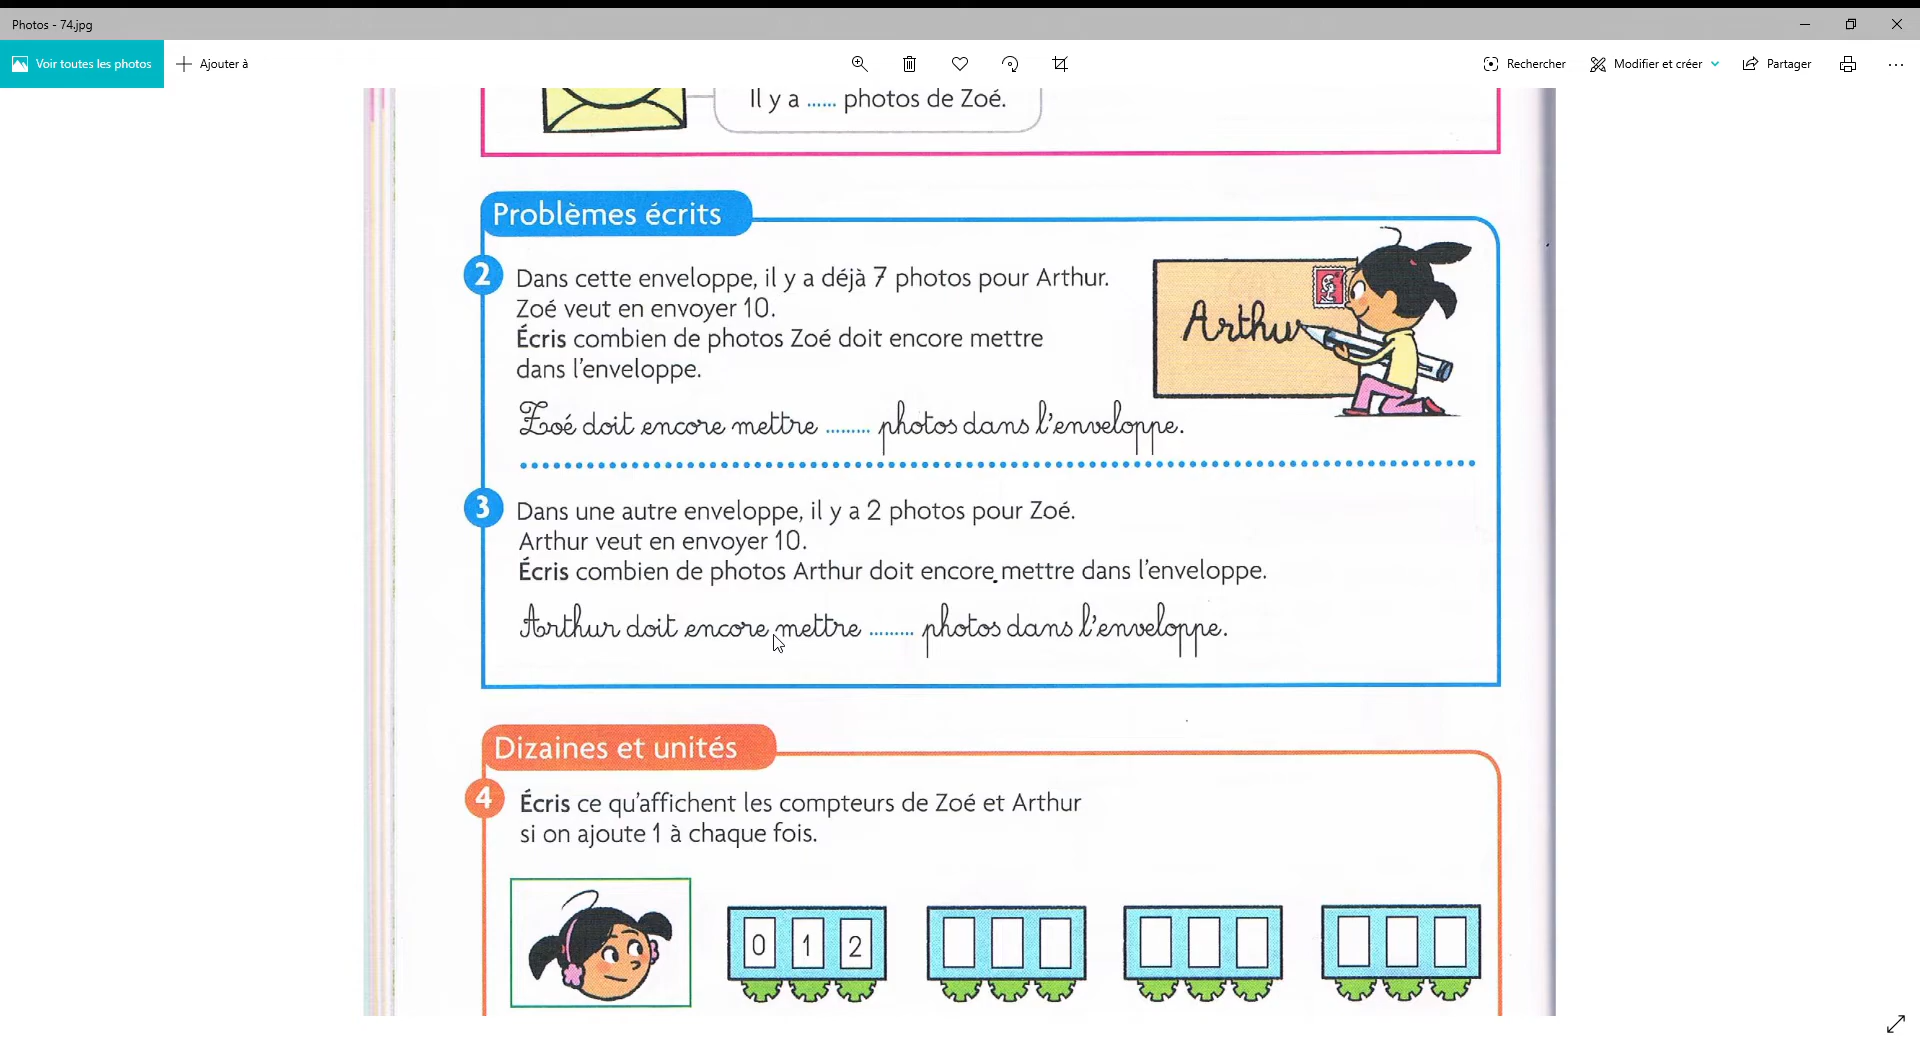 Photos - 74.jpg
Voir toutes les photos
Ajouter à
Rechercher
Modifier et créer
Partager
Il y a ...... photos de Zoé.
Problèmes écrits
2
Dans cette enveloppe, il y a déjà 7 photos pour Arthur.
Zoé veut en envoyer 10.
Écris combien de photos Zoé doit encore mettre
dans l'enveloppe.
Arthur
Zoé doit encore mettre ......... photos dans l'enveloppe.
3
Dans une autre enveloppe, il y a 2 photos pour Zoé.
Arthur veut en envoyer 10.
Écris combien de photos Arthur doit encore mettre dans l'enveloppe.
Arthur doit encore mettre ......... photos dans l'enveloppe.
Dizaines et unités
4
Écris ce qu'affichent les compteurs de Zoé et Arthur
si on ajoute 1 à chaque fois.
0 1 2